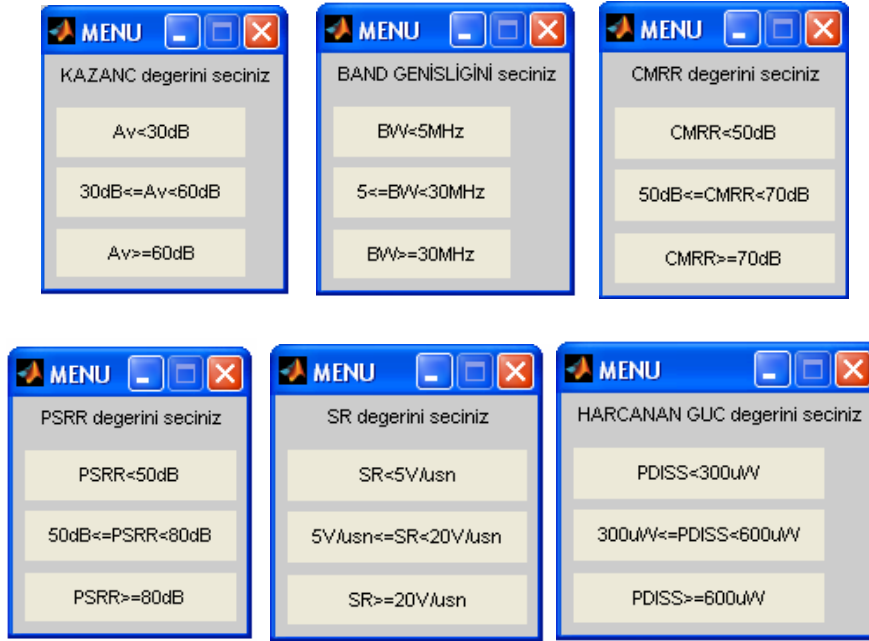 MENU
KAZANC degerini seciniz
Av<30dB
30dB<=Av<60dB
Av>=60dB
MENU
BAND GENİSLİGİNİ seciniz
BW<5MHz
5<=BW<30MHz
BW>=30MHz
MENU
CMRR degerini seciniz
CMRR<50dB
50dB<=CMRR<70dB
CMRR>=70dB
MENU
PSRR degerini seciniz
PSRR<50dB
50dB<=PSRR<80dB
PSRR>=80dB
MENU
SR degerini seciniz
SR<5V/usn
5V/usn<=SR<20V/usn
SR>=20V/usn
MENU
HARCANAN GUC degerini seciniz
PDISS<300uW
300uW<=PDISS<600uW
PDISS>=600uW